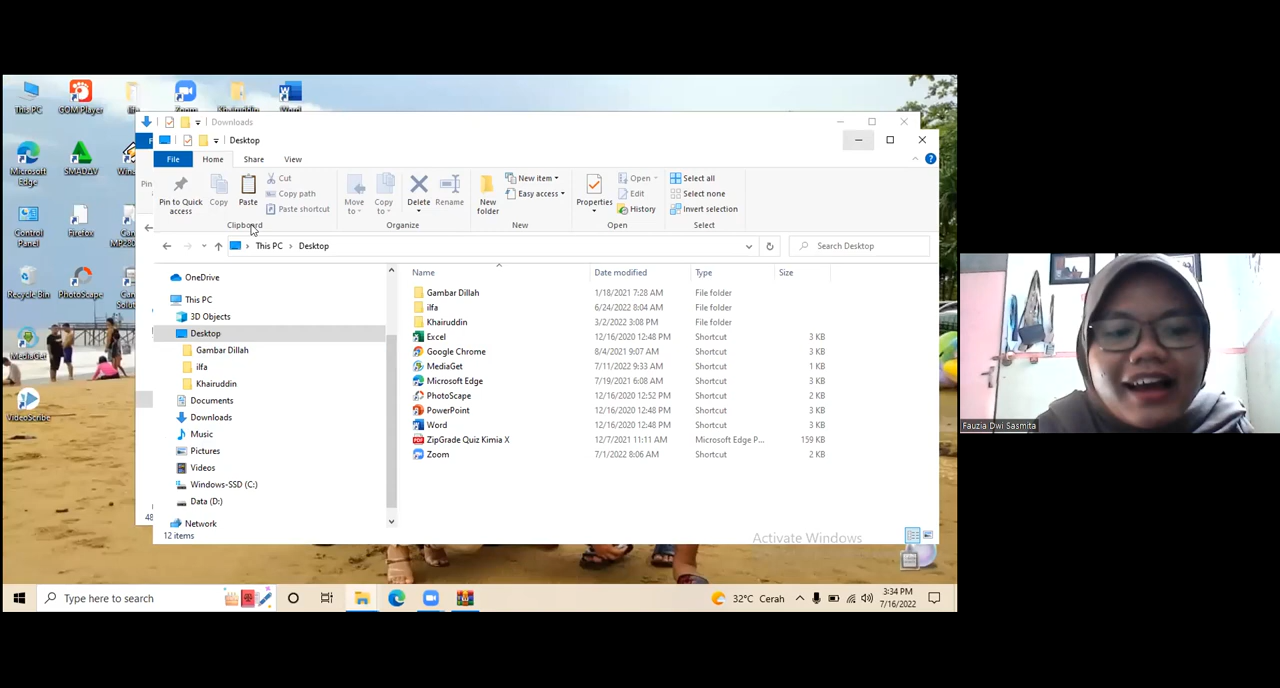 This PC
GOM Player
Zoom
Khairuddin
Word
Microsoft
Edge
SMADAV
Control
Panel
Firefox
Recycle Bin
PhotoScape
MediaGet
VideoScribe
Downloads
Desktop
File
Home
Share
View
Pin to Quick
access
Copy
Paste
Cut
Copy path
Paste shortcut
Clipboard
Move
to
Copy
to
Delete
Rename
Organize
New
folder
New item
Easy access
New
Properties
Open
Edit
History
Open
Select all
Select none
Invert selection
Select
This PC > Desktop
Search Desktop
OneDrive
This PC
3D Objects
Desktop
Gambar Dillah
ilfa
Khairuddin
Documents
Downloads
Music
Pictures
Videos
Windows-SSD (C:)
Data (D:)
Network
Name Date modified Type Size
Gambar Dillah 1/18/2021 7:28 AM File folder
ilfa 6/24/2022 8:04 AM File folder
Khairuddin 3/2/2022 3:08 PM File folder
Excel 12/16/2020 12:48 PM Shortcut 3 KB
Google Chrome 8/4/2021 9:07 AM Shortcut 3 KB
MediaGet 7/11/2022 9:33 AM Shortcut 1 KB
Microsoft Edge 7/19/2021 6:08 AM Shortcut 3 KB
PhotoScape 12/16/2020 12:52 PM Shortcut 2 KB
PowerPoint 12/16/2020 12:48 PM Shortcut 3 KB
Word 12/16/2020 12:48 PM Shortcut 3 KB
ZipGrade Quiz Kimia X 12/7/2021 11:11 AM Microsoft Edge P... 159 KB
Zoom 7/1/2022 8:06 AM Shortcut 2 KB
12 items
Activate Windows
Type here to search
32°C Cerah
3:34 PM
7/16/2022
Fauzia Dwi Sasmita